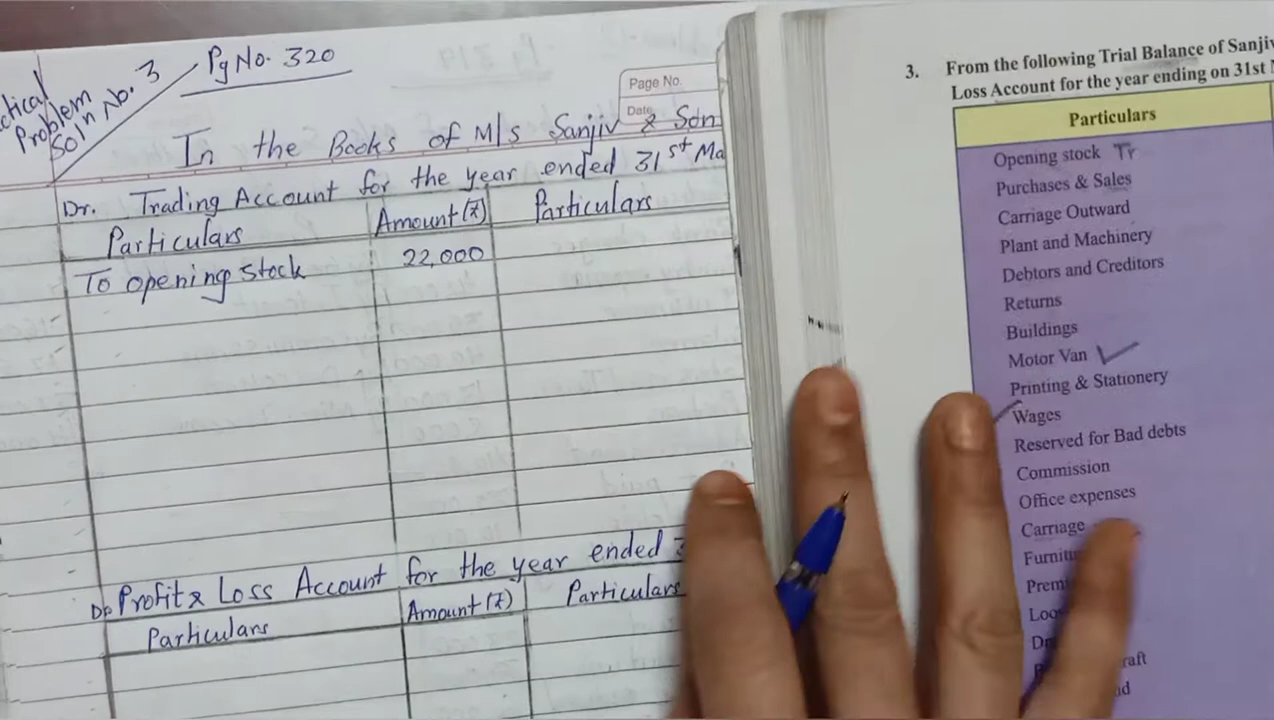 Problem
Soln No. 3
Pg No. 320
Page No.
Date
In the Books of M/s Sanjiv & Son
Dr. Trading Account for the year ended 31st Ma
Particulars Amount (₹) Particulars
To opening stock 22,000
Profit & Loss Account for the year ended
Particulars Amount (₹) Particulars
3. From the following Trial Balance of Sanjiv
Loss Account for the year ending on 31st
Particulars
Opening stock Tr
Purchases & Sales
Carriage Outward
Plant and Machinery
Debtors and Creditors
Returns
Buildings
Motor Van
Printing & Stationery
Wages
Reserved for Bad debts
Commission
Office expenses
Carriage